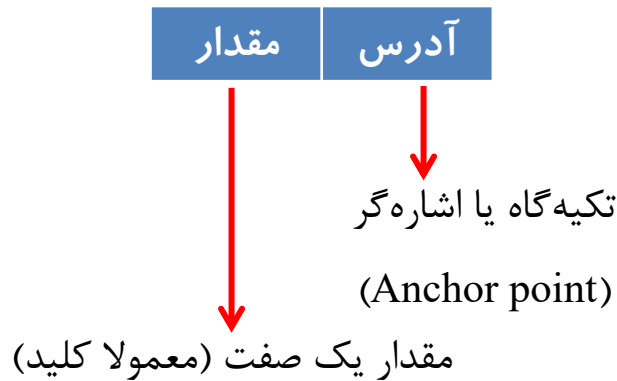 آدرس
مقدار
تکیه‌گاه یا اشاره‌گر
(Anchor point)
مقدار یک صفت (معمولا کلید)